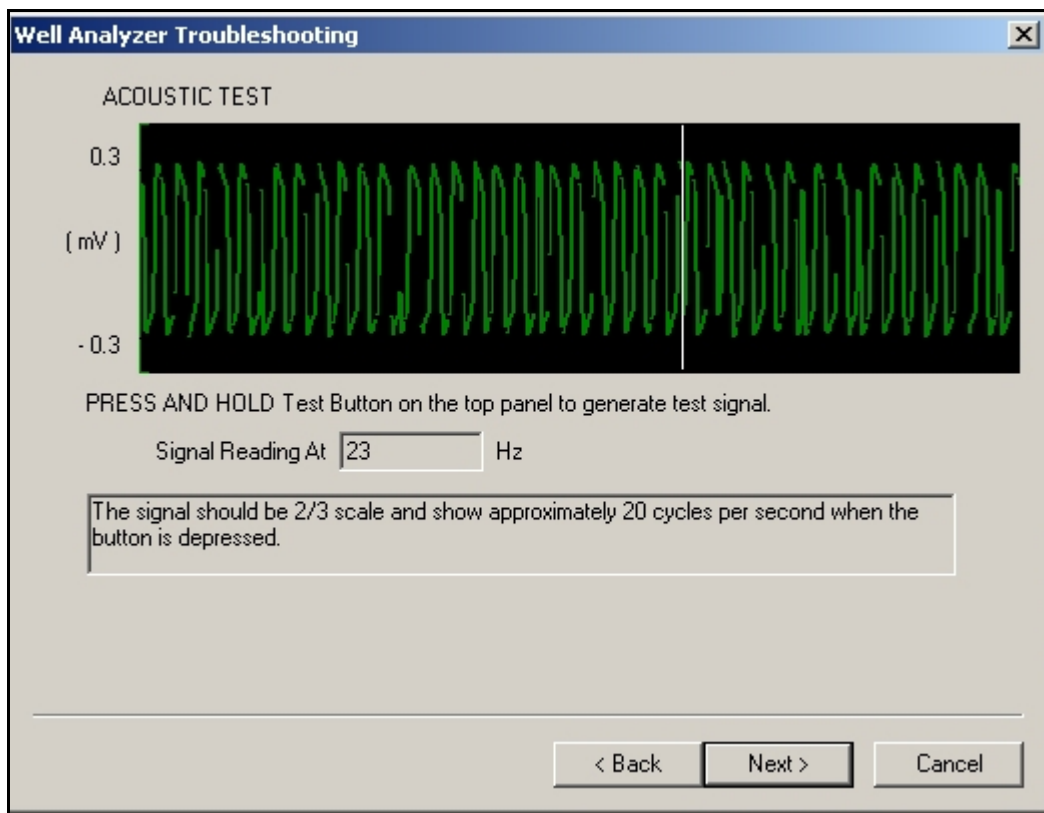 Well Analyzer Troubleshooting
ACOUSTIC TEST
0.3
( mV )
- 0.3
PRESS AND HOLD Test Button on the top panel to generate test signal.
Signal Reading At 23 Hz
The signal should be 2/3 scale and show approximately 20 cycles per second when the
button is depressed.
< Back Next > Cancel